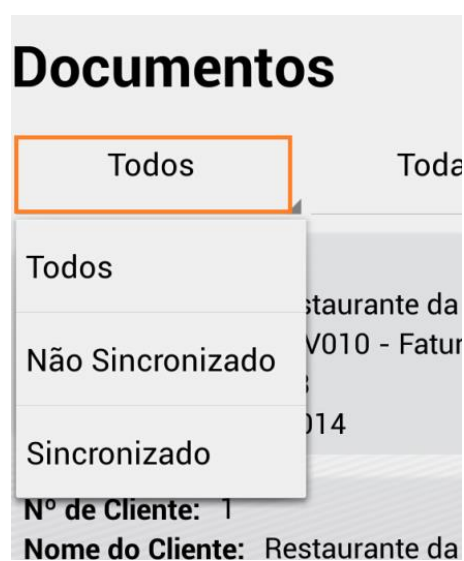 Documentos
Todos
Todos
staurante da
Não Sincronizado
V010 - Fatur
014
Sincronizado
Nº de Cliente: 1
Nome do Cliente: Restaurante da